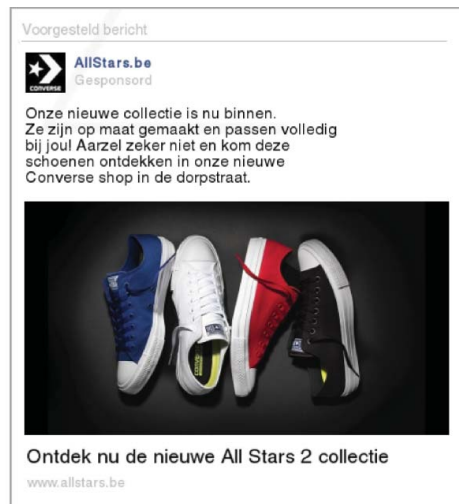 Voorgesteld bericht
AllStars.be
Gesponsord
CONVERSE
Onze nieuwe collectie is nu binnen.
Ze zijn op maat gemaakt en passen volledig
bij jou! Aarzel zeker niet en kom deze
schoenen ontdekken in onze nieuwe
Converse shop in de dorpstraat.
Ontdek nu de nieuwe All Stars 2 collectie
www.allstars.be